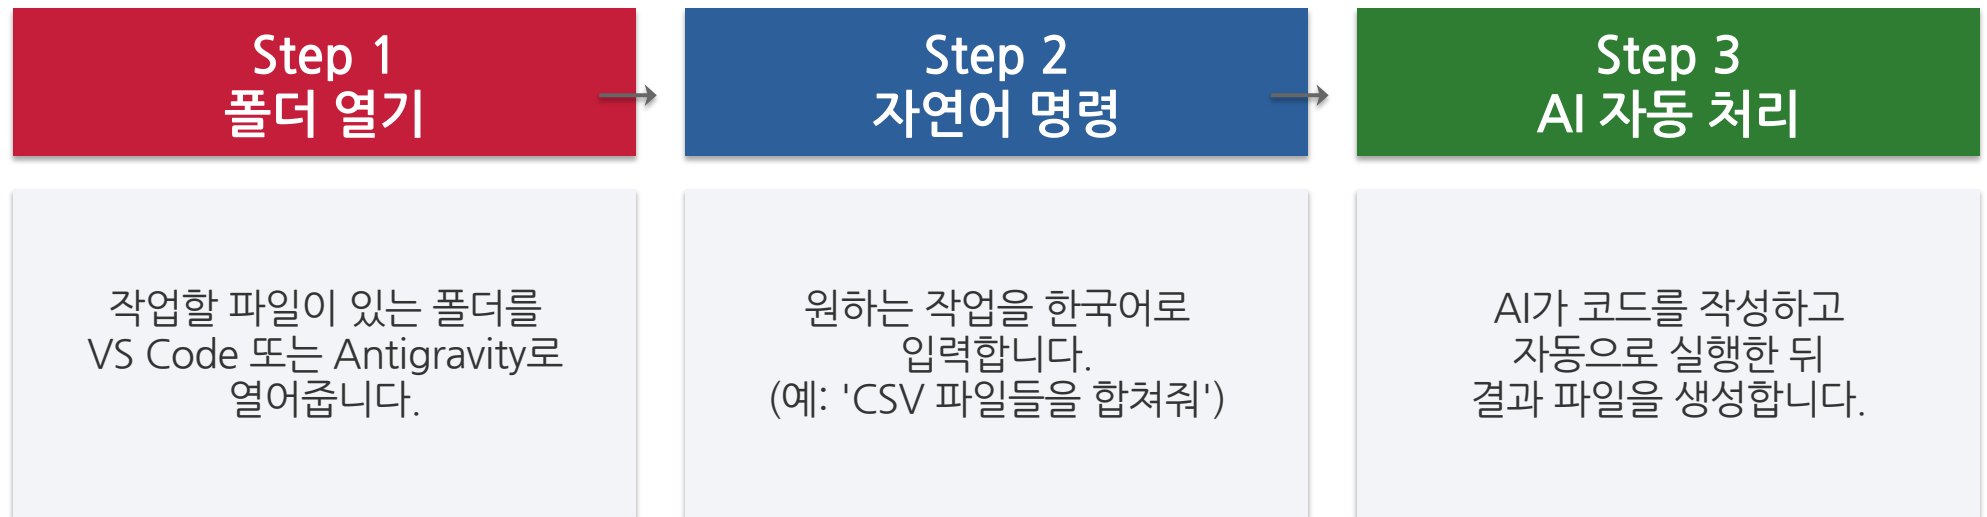 Step 1
폴더 열기
작업할 파일이 있는 폴더를
VS Code 또는 Antigravity로
열어줍니다.
Step 2
자연어 명령
원하는 작업을 한국어로
입력합니다.
(예: 'CSV 파일들을 합쳐줘')
Step 3
AI 자동 처리
AI가 코드를 작성하고
자동으로 실행한 뒤
결과 파일을 생성합니다.